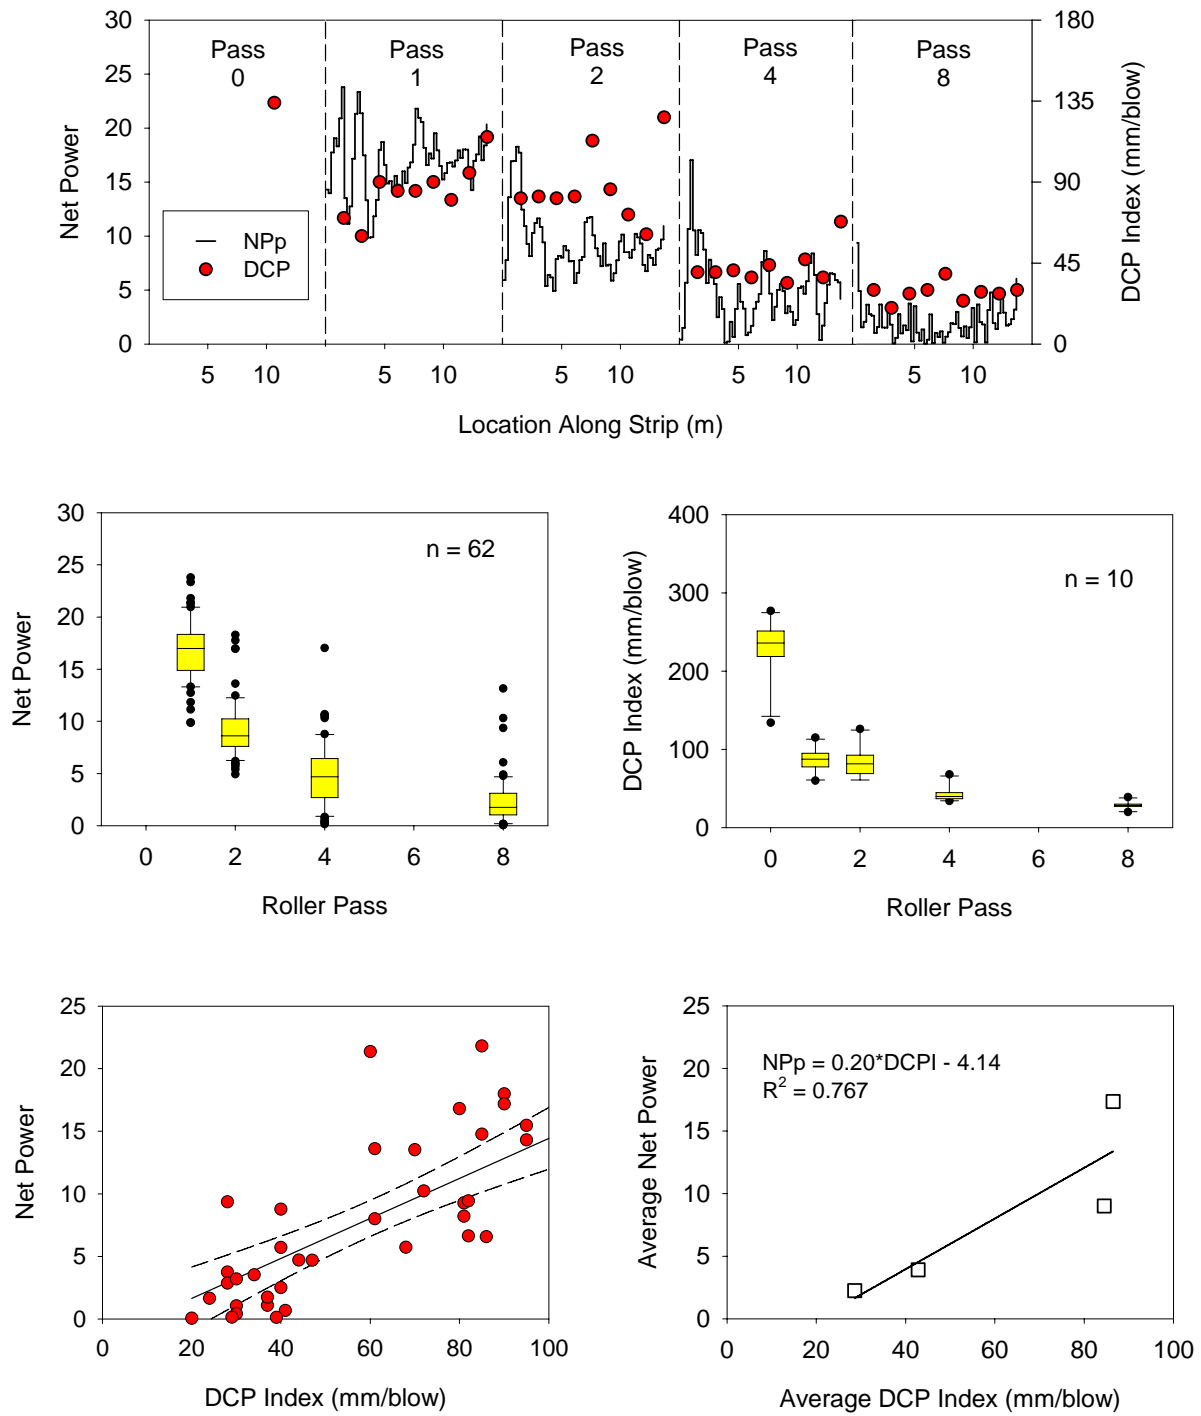 30
25
20
15
10
5
0
Net Power
Pass
0
Pass
1
Pass
2
Pass
4
Pass
8
180
135
90
45
0
DCP Index (mm/blow)
NPp
DCP
5 10 5 10 5 10 5 10 5 10
Location Along Strip (m)
30
25
20
15
10
5
0
Net Power
n = 62
0 2 4 6 8
Roller Pass
400
300
200
100
0
DCP Index (mm/blow)
n = 10
0 2 4 6 8
Roller Pass
25
20
15
10
5
0
Net Power
0 20 40 60 80 100
DCP Index (mm/blow)
25
20
15
10
5
0
Average Net Power
NPp = 0.20*DCPI - 4.14
R² = 0.767
0 20 40 60 80 100
Average DCP Index (mm/blow)